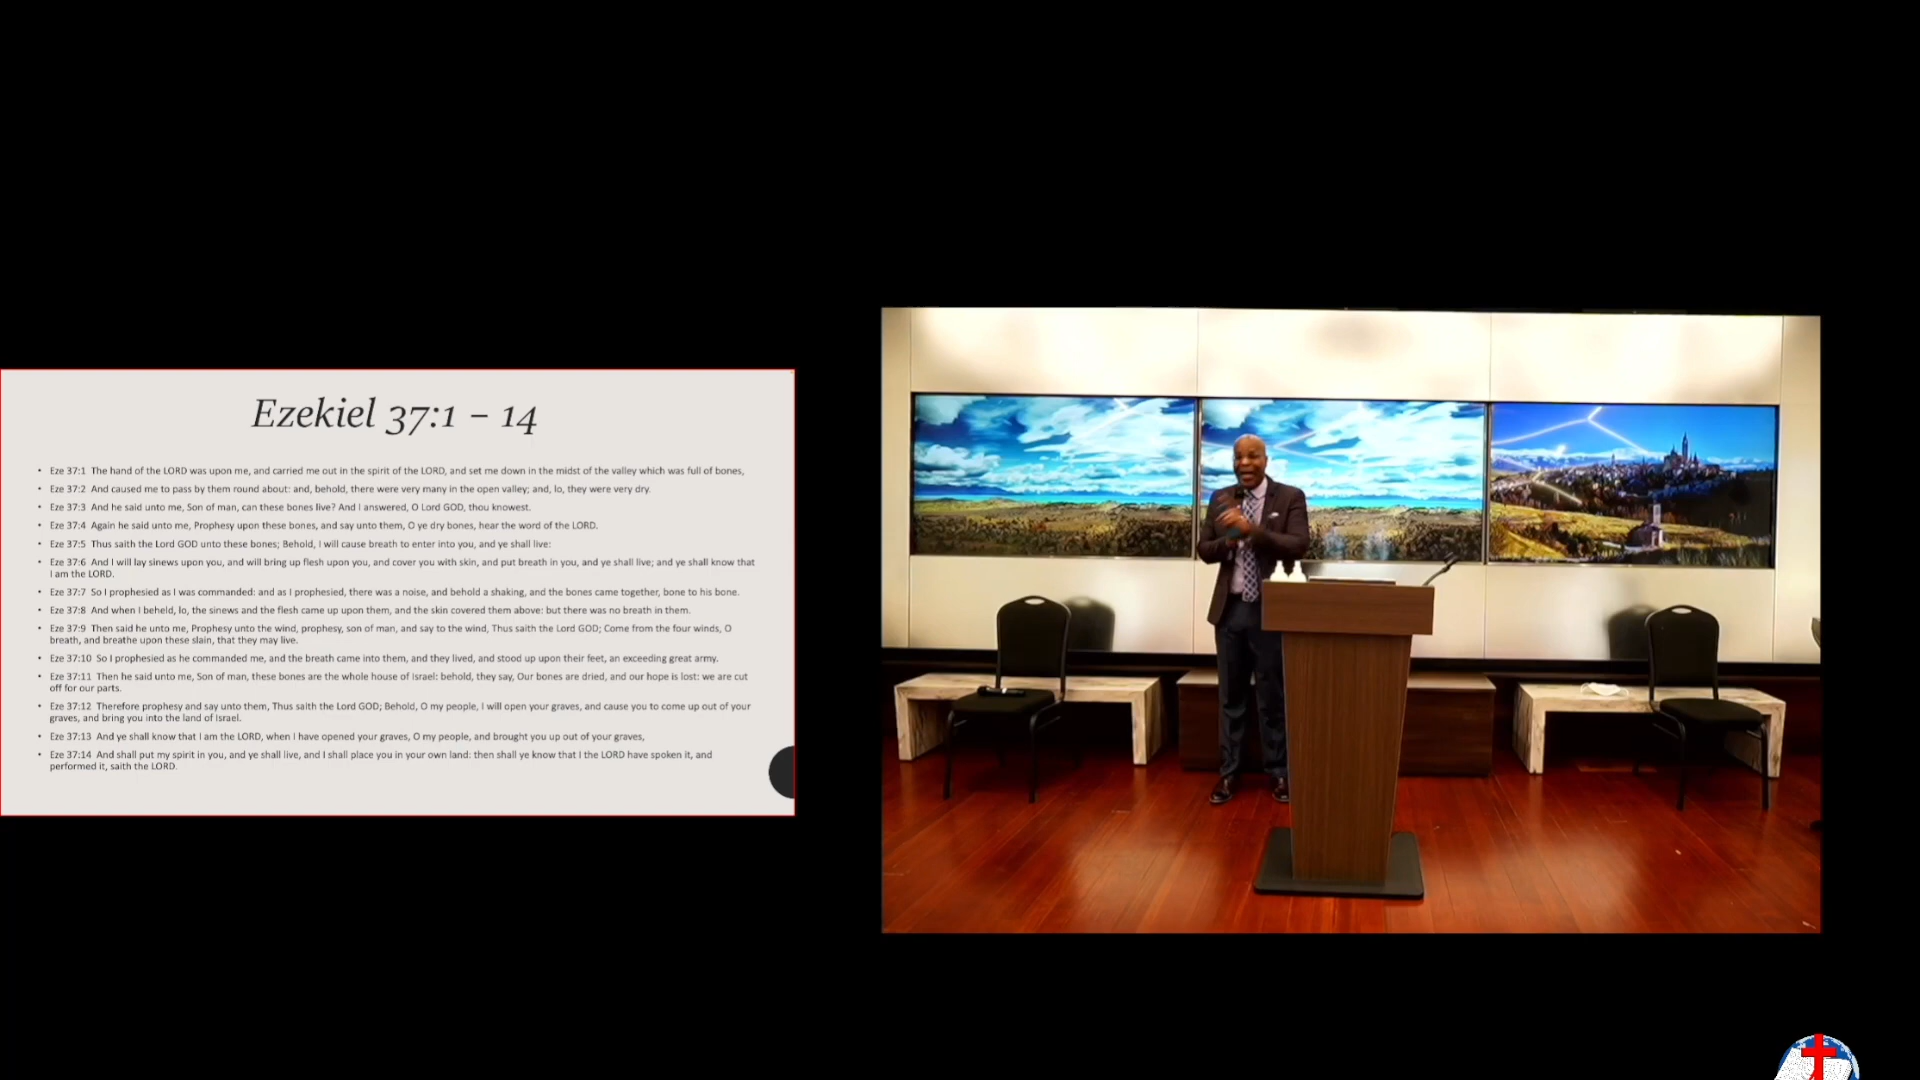 Ezekiel 37:1 – 14
• Eze 37:1 The hand of the LORD was upon me, and carried me out in the spirit of the LORD, and set me down in the midst of the valley which was full of bones,
• Eze 37:2 And caused me to pass by them round about: and, behold, there were very many in the open valley; and, lo, they were very dry.
• Eze 37:3 And he said unto me, Son of man, can these bones live? And I answered, O Lord GOD, thou knowest.
• Eze 37:4 Again he said unto me, Prophesy upon these bones, and say unto them, O ye dry bones, hear the word of the LORD.
• Eze 37:5 Thus saith the Lord GOD unto these bones; Behold, I will cause breath to enter into you, and ye shall live:
• Eze 37:6 And I will lay sinews upon you, and will bring up flesh upon you, and cover you with skin, and put breath in you, and ye shall live; and ye shall know that
I am the LORD.
• Eze 37:7 So I prophesied as I was commanded: and as I prophesied, there was a noise, and behold a shaking, and the bones came together, bone to his bone.
• Eze 37:8 And when I beheld, lo, the sinews and the flesh came up upon them, and the skin covered them above: but there was no breath in them.
• Eze 37:9 Then said he unto me, Prophesy unto the wind, prophesy, son of man, and say to the wind, Thus saith the Lord GOD; Come from the four winds, O
breath, and breathe upon these slain, that they may live.
• Eze 37:10 So I prophesied as he commanded me, and the breath came into them, and they lived, and stood up upon their feet, an exceeding great army.
• Eze 37:11 Then he said unto me, Son of man, these bones are the whole house of Israel: behold, they say, Our bones are dried, and our hope is lost: we are cut
off for our parts.
• Eze 37:12 Therefore prophesy and say unto them, Thus saith the Lord GOD; Behold, O my people, I will open your graves, and cause you to come up out of your
graves, and bring you into the land of Israel.
• Eze 37:13 And ye shall know that I am the LORD, when I have opened your graves, O my people, and brought you up out of your graves,
• Eze 37:14 And shall put my spirit in you, and ye shall live, and I shall place you in your own land: then shall ye know that I the LORD have spoken it, and
performed it, saith the LORD.